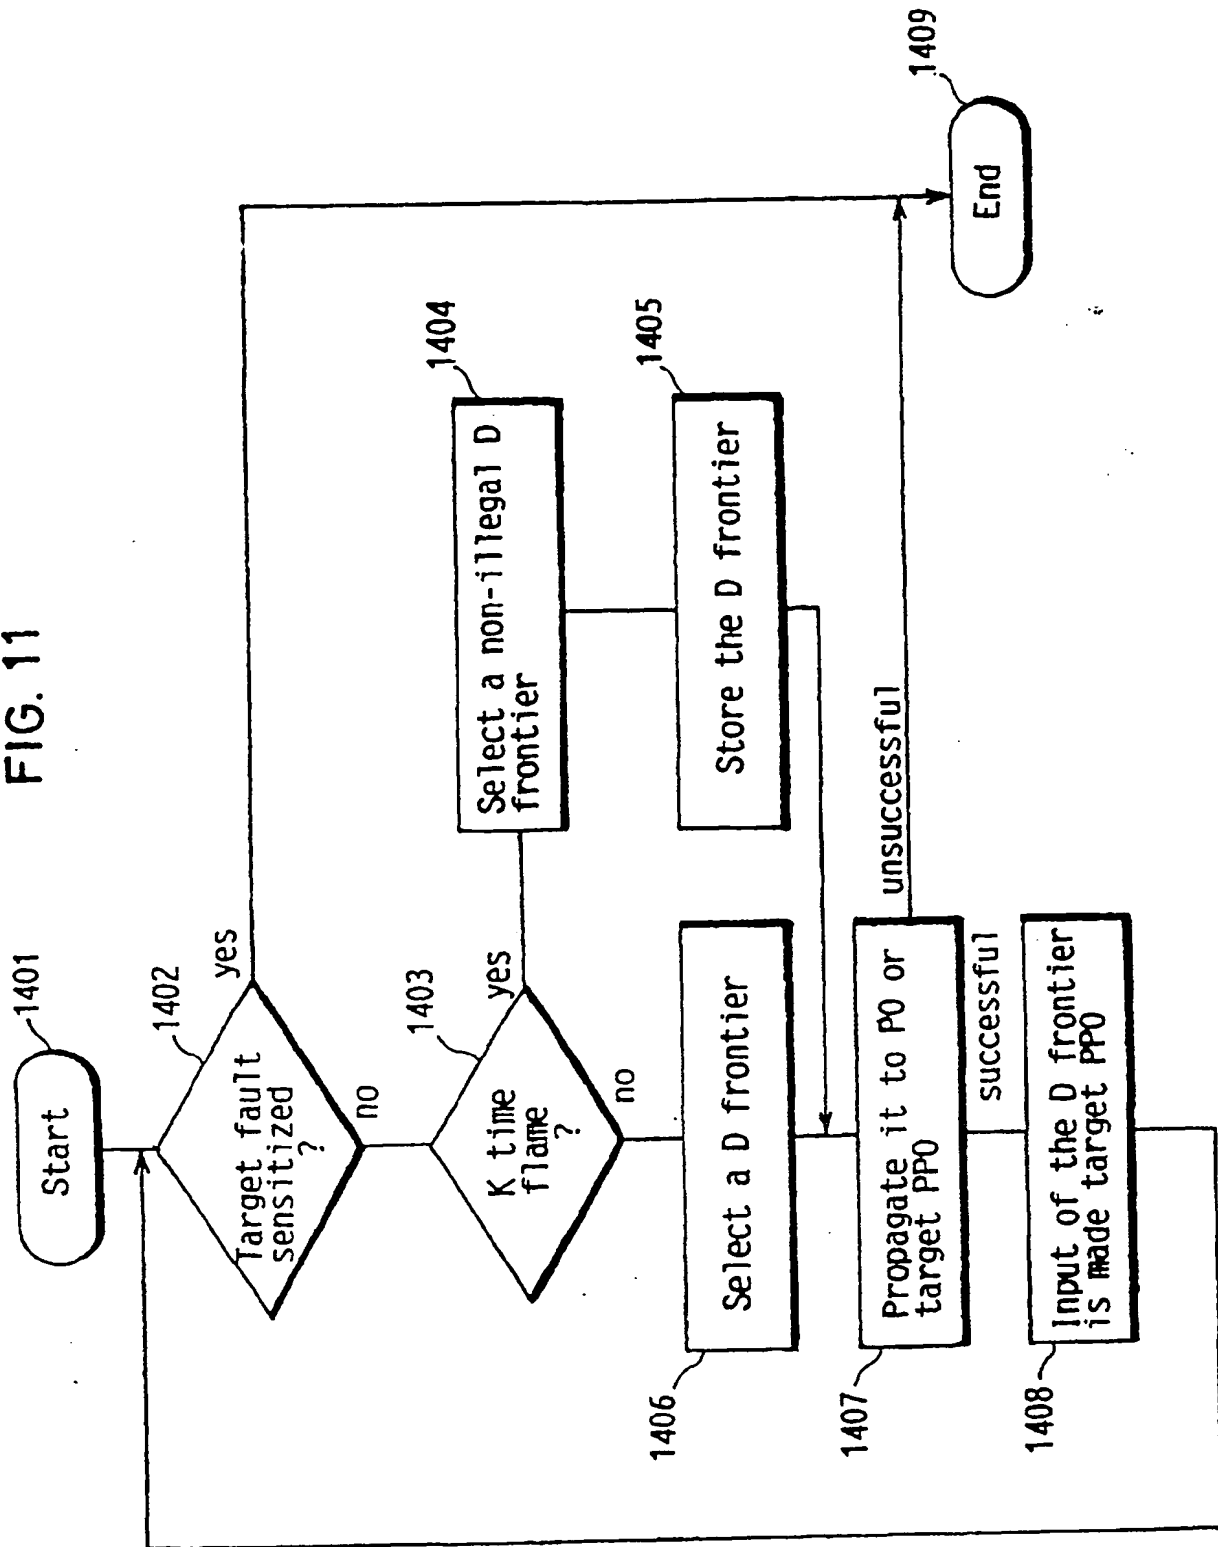 FIG. 11
1401
Start
1402
Target fault
sensitized
?
yes
no
1403
K time
flame
?
yes
no
1404
Select a non-illegal D
frontier
1405
Store the D frontier
1406
Select a D frontier
1407
Propagate it to PO or
target PPO
unsuccessful
successful
1408
Input of the D frontier
is made target PPO
1409
End